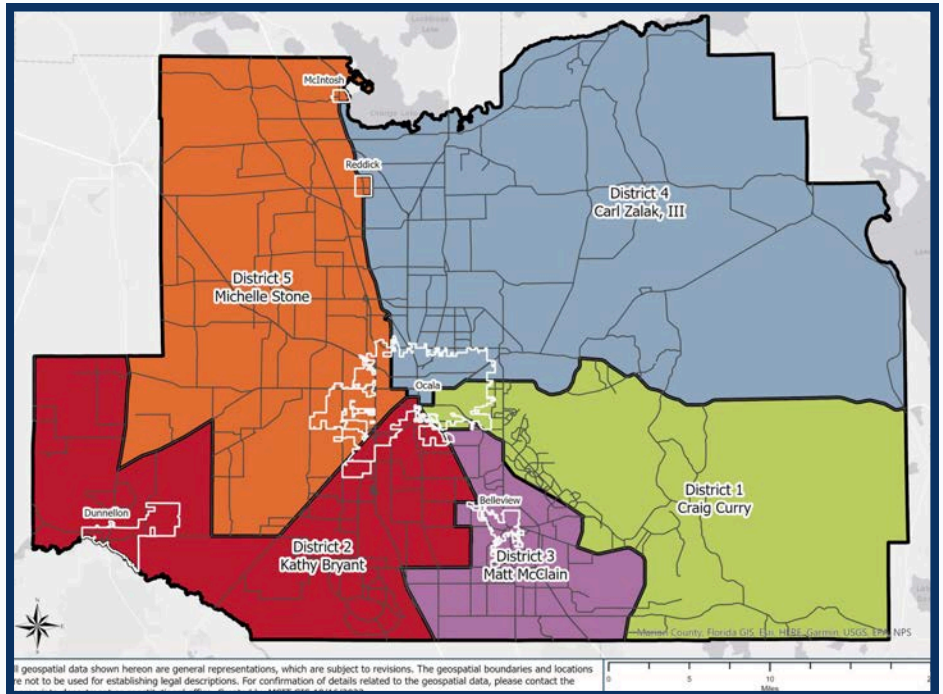 McIntosh
Reddick
District 4
Carl Zalak, III
District 5
Michelle Stone
Ocala
District 1
Craig Curry
Belleview
Dunnellon
District 2
Kathy Bryant
District 3
Matt McClain
N
E
Marion County, Florida GIS, Esri, HERE, Garmin, USGS, EPA, NPS
ll geospatial data shown hereon are general representations, which are subject to revisions. The geospatial boundaries and locations
re not to be used for establishing legal descriptions. For confirmation of details related to the geospatial data, please contact the
0 5 10
Miles